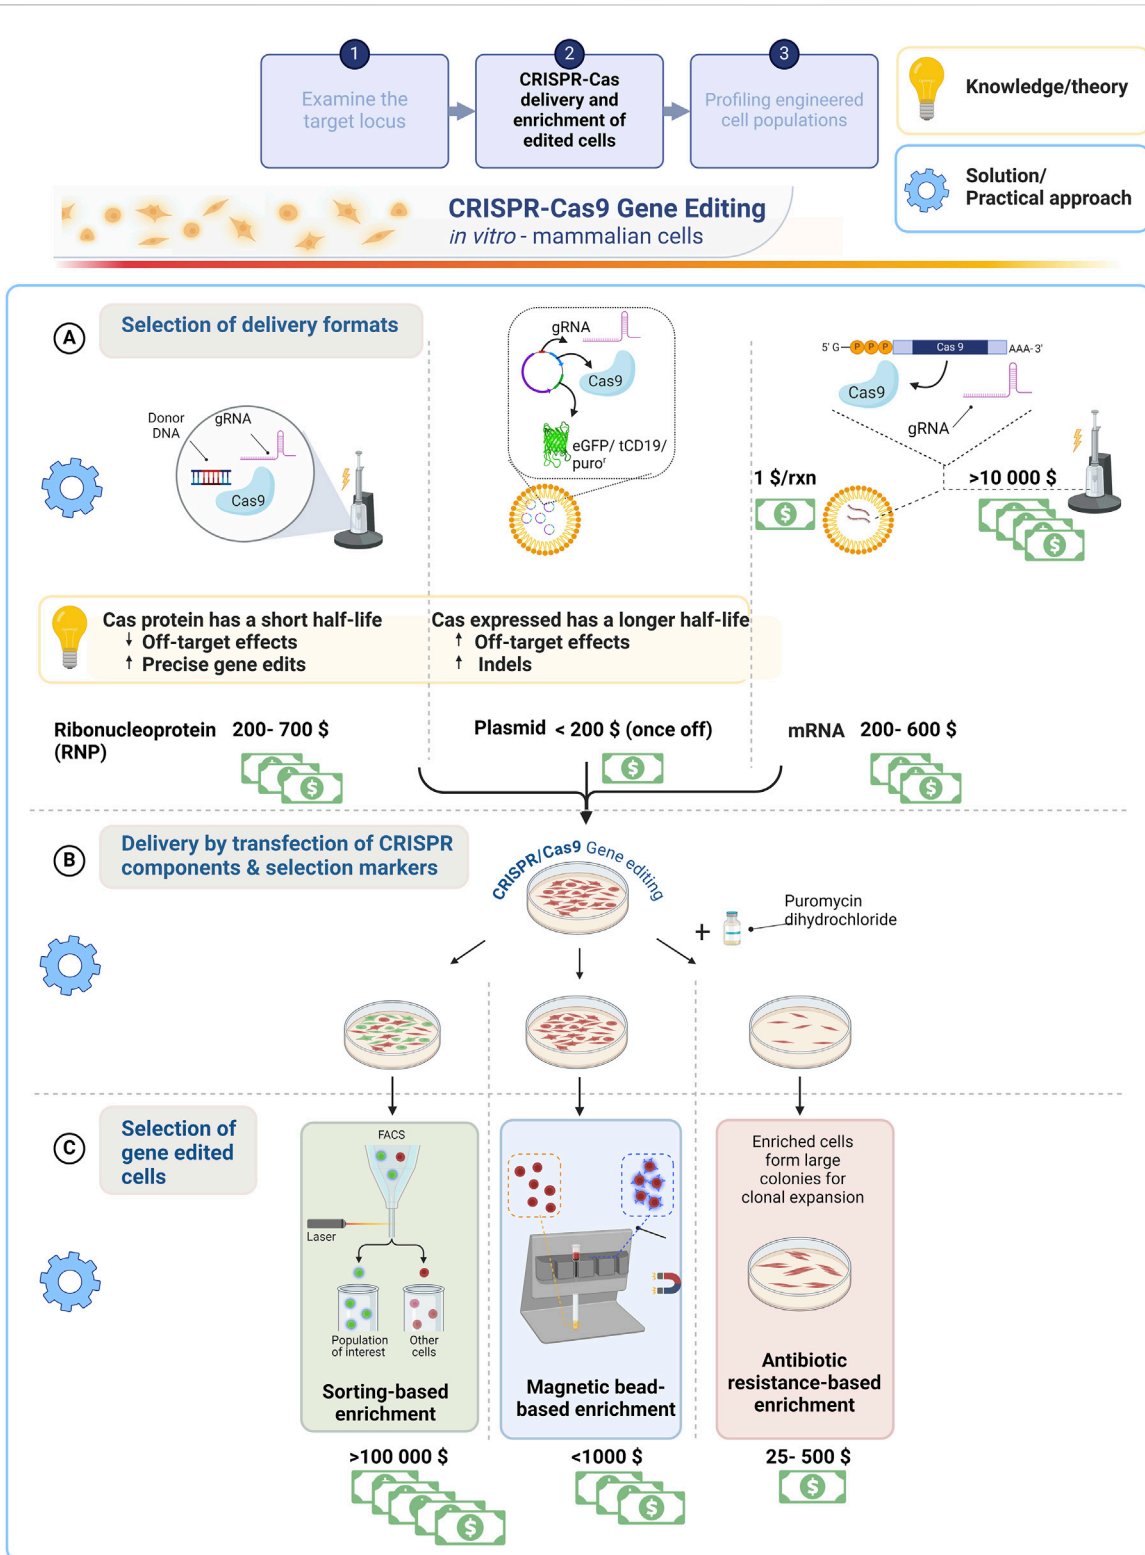 1
Examine the
target locus
2
CRISPR-Cas
delivery and
enrichment of
edited cells
3
Profiling engineered
cell populations
Knowledge/theory
Solution/
Practical approach
CRISPR-Cas9 Gene Editing
in vitro - mammalian cells
A
Selection of delivery formats
Donor
DNA
gRNA
Cas9
gRNA
Cas9
eGFP/ tCD19/
puroʳ
5' G
P P P
Cas 9
AAA-3'
Cas9
gRNA
1 $/rxn
$
>10 000 $
$
Cas protein has a short half-life
↓ Off-target effects
↑ Precise gene edits
Cas expressed has a longer half-life
↑ Off-target effects
↑ Indels
Ribonucleoprotein
(RNP)
200- 700 $
$
Plasmid < 200 $ (once off)
$
mRNA 200- 600 $
$
B
Delivery by transfection of CRISPR
components & selection markers
CRISPR/Cas9 Gene editing
+
Puromycin
dihydrochloride
C
Selection of
gene edited
cells
FACS
Laser
Population
of interest
Other
cells
Sorting-based
enrichment
Magnetic bead-
based enrichment
Enriched cells
form large
colonies for
clonal expansion
Antibiotic
resistance-based
enrichment
>100 000 $
$
<1000 $
$
25- 500 $
$